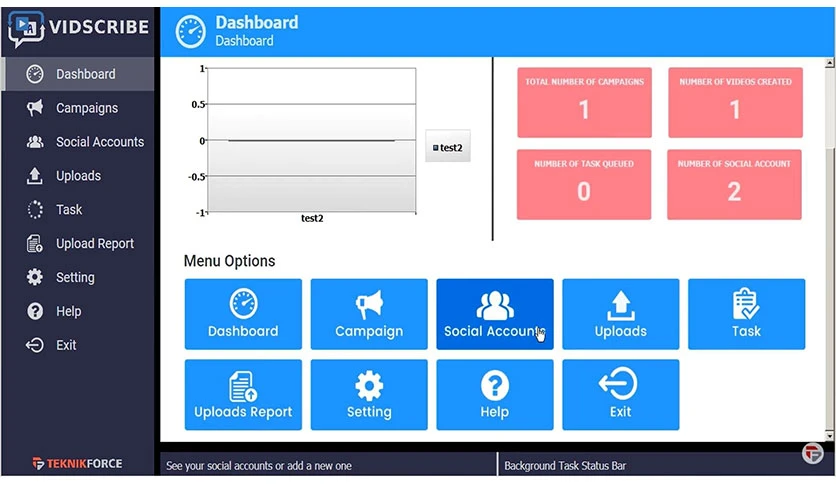 VIDSCRIBE
Dashboard
Dashboard
Dashboard
Campaigns
Social Accounts
Uploads
Task
Upload Report
Setting
Help
Exit
TEKNIKFORCE
1
0.5
0
-0.5
-1
test2
test2
TOTAL NUMBER OF CAMPAIGNS
1
NUMBER OF VIDEOS CREATED
1
NUMBER OF TASK QUEUED
0
NUMBER OF SOCIAL ACCOUNT
2
Menu Options
Dashboard
Campaign
Social Accounts
Uploads
Task
Uploads Report
Setting
Help
Exit
See your social accounts or add a new one
Background Task Status Bar